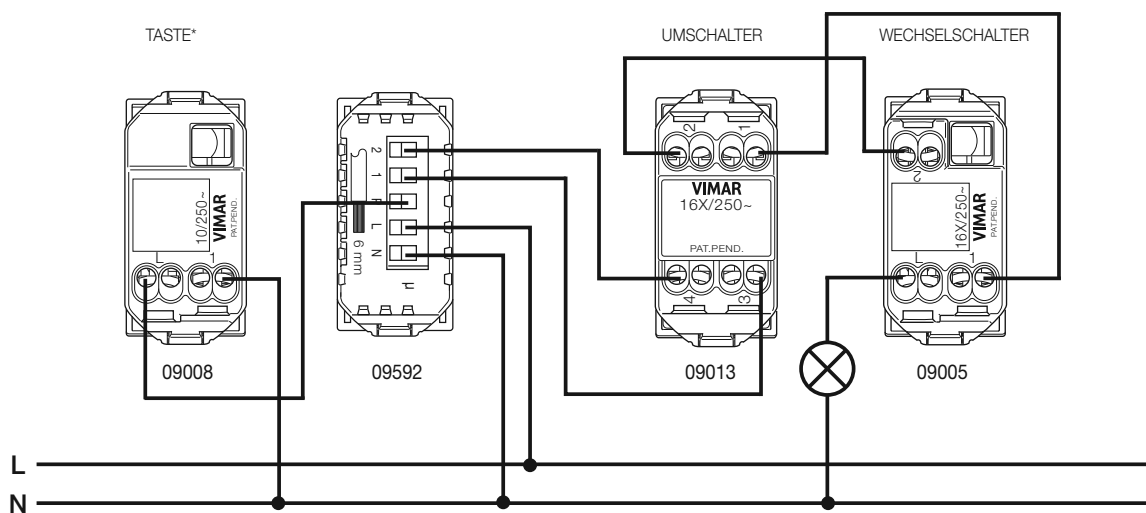 TASTE*
UMSCHALTER
WECHSELSCHALTER
L
1
10/250~
VIMAR
PAT.PEND.
09008
2
1
P
L
N
6 mm
µ
09592
2
1
VIMAR
16X/250~
PAT.PEND.
4
3
09013
2
16X/250~
VIMAR
PAT.PEND.
L
1
09005
L
N